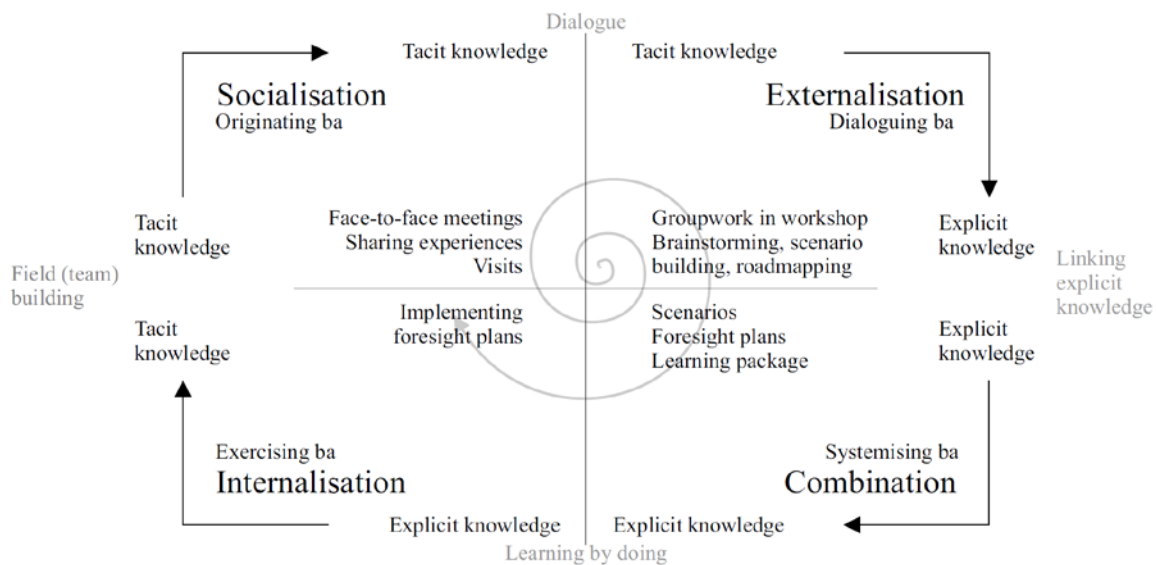 Dialogue
Tacit knowledge
Tacit knowledge
Socialisation
Originating ba
Externalisation
Dialoguing ba
Tacit
knowledge
Face-to-face meetings
Sharing experiences
Visits
Groupwork in workshop
Brainstorming, scenario
building, roadmapping
Explicit
knowledge
Field (team)
building
Linking
explicit
knowledge
Tacit
knowledge
Implementing
foresight plans
Scenarios
Foresight plans
Learning package
Explicit
knowledge
Exercising ba
Internalisation
Systemising ba
Combination
Explicit knowledge
Explicit knowledge
Learning by doing